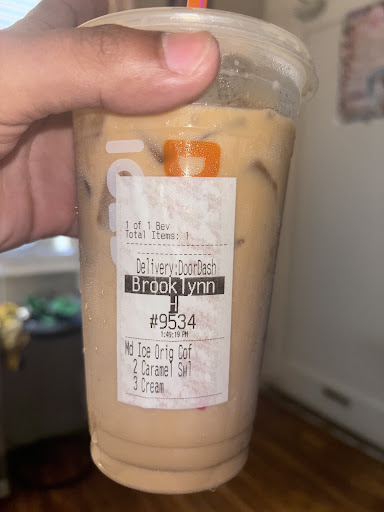 1 of 1 Bev
Total Items: 1
Delivery:DoorDash
Brooklynn
H
#9534
1:49:19 PM
Md Ice Orig Cof
2 Caramel Swl
3 Cream